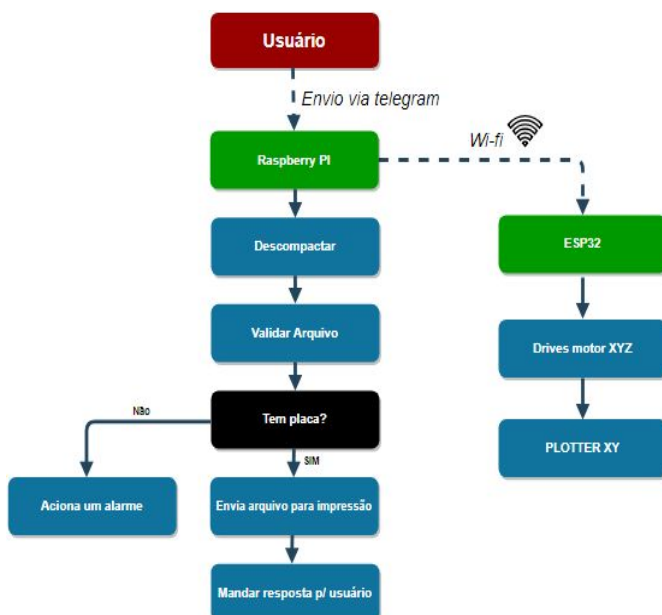 Usuário
Envio via telegram
Wi-fi
Raspberry PI
ESP32
Descompactar
Validar Arquivo
Drives motor XYZ
Não
Tem placa?
PLOTTER XY
SIM
Aciona um alarme
Envia arquivo para impressão
Mandar resposta p/ usuário